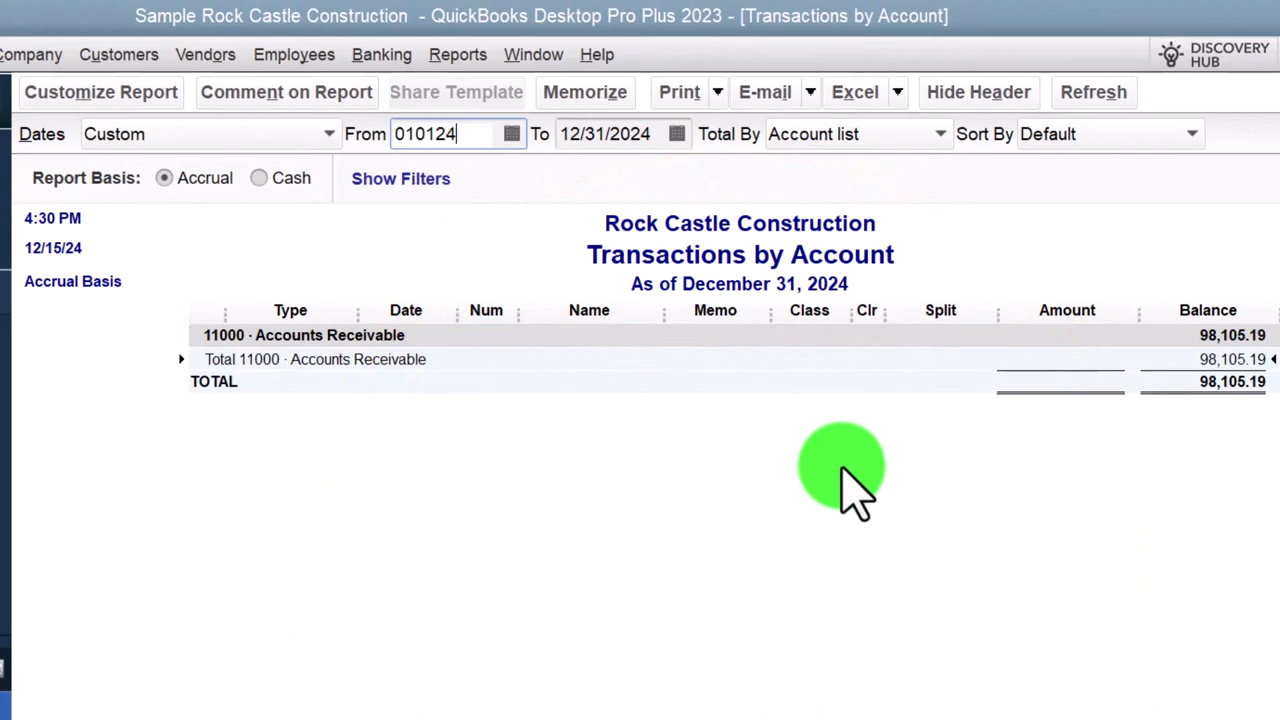 Sample Rock Castle Construction - QuickBooks Desktop Pro Plus 2023 - [Transactions by Account]
Company Customers Vendors Employees Banking Reports Window Help DISCOVERY HUB
Customize Report Comment on Report Share Template Memorize Print E-mail Excel Hide Header Refresh
Dates Custom From 010124 To 12/31/2024 Total By Account list Sort By Default
Report Basis: Accrual Cash Show Filters
4:30 PM
12/15/24
Accrual Basis
Rock Castle Construction
Transactions by Account
As of December 31, 2024
Type Date Num Name Memo Class Clr Split Amount Balance
11000 · Accounts Receivable 98,105.19
Total 11000 · Accounts Receivable 98,105.19
TOTAL 98,105.19